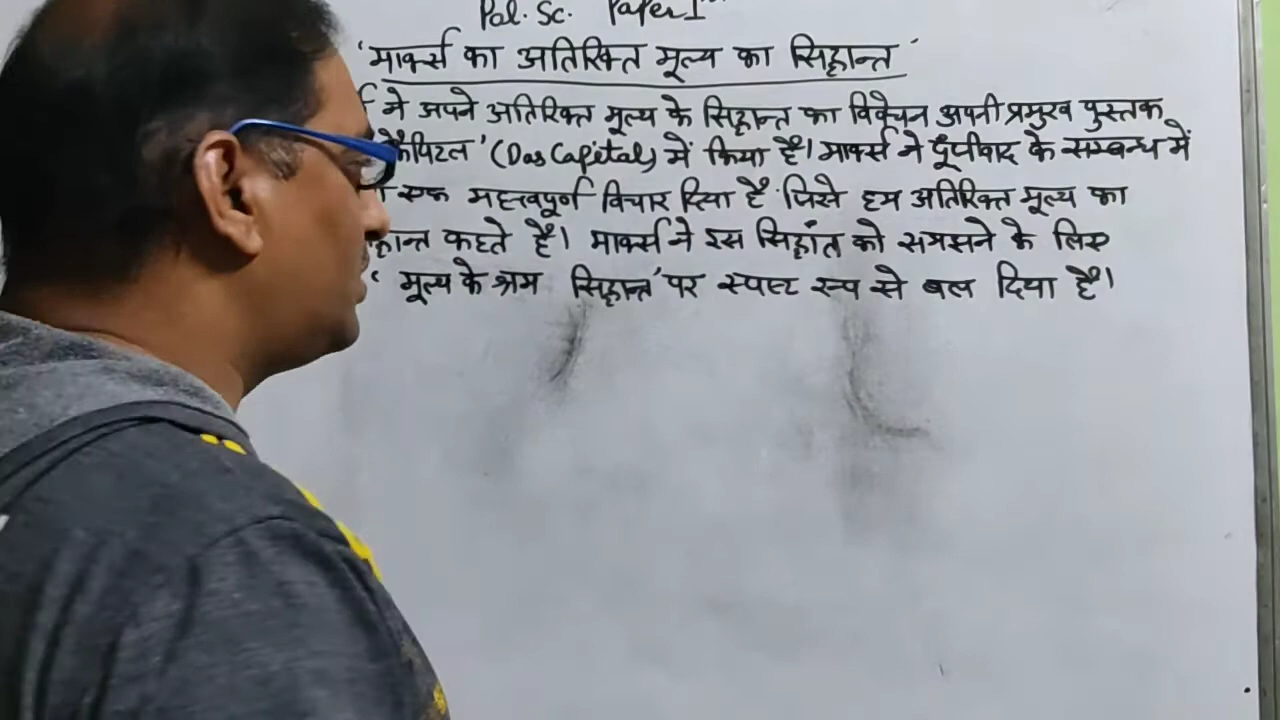 Pol. Sc. Paper I
'मार्क्स का अतिरिक्त मूल्य का सिद्धान्त'
ने अपने अतिरिक्त मूल्य के सिद्धान्त का विवेचन अपनी प्रमुख पुस्तक
कैपिटल' (Das Capital) में किया है। मार्क्स ने पूँजीवाद के सम्बन्ध में
एक महत्वपूर्ण विचार दिया है जिसे हम अतिरिक्त मूल्य का
कहते हैं। मार्क्स ने इस सिद्धांत को समझने के लिए
'मूल्य के श्रम सिद्धान्त' पर स्पष्ट रूप से बल दिया है।